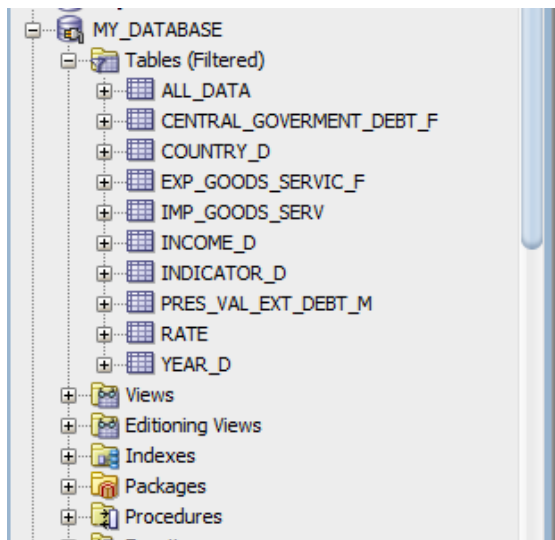 MY_DATABASE
Tables (Filtered)
ALL_DATA
CENTRAL_GOVERMENT_DEBT_F
COUNTRY_D
EXP_GOODS_SERVIC_F
IMP_GOODS_SERV
INCOME_D
INDICATOR_D
PRES_VAL_EXT_DEBT_M
RATE
YEAR_D
Views
Editioning Views
Indexes
Packages
Procedures